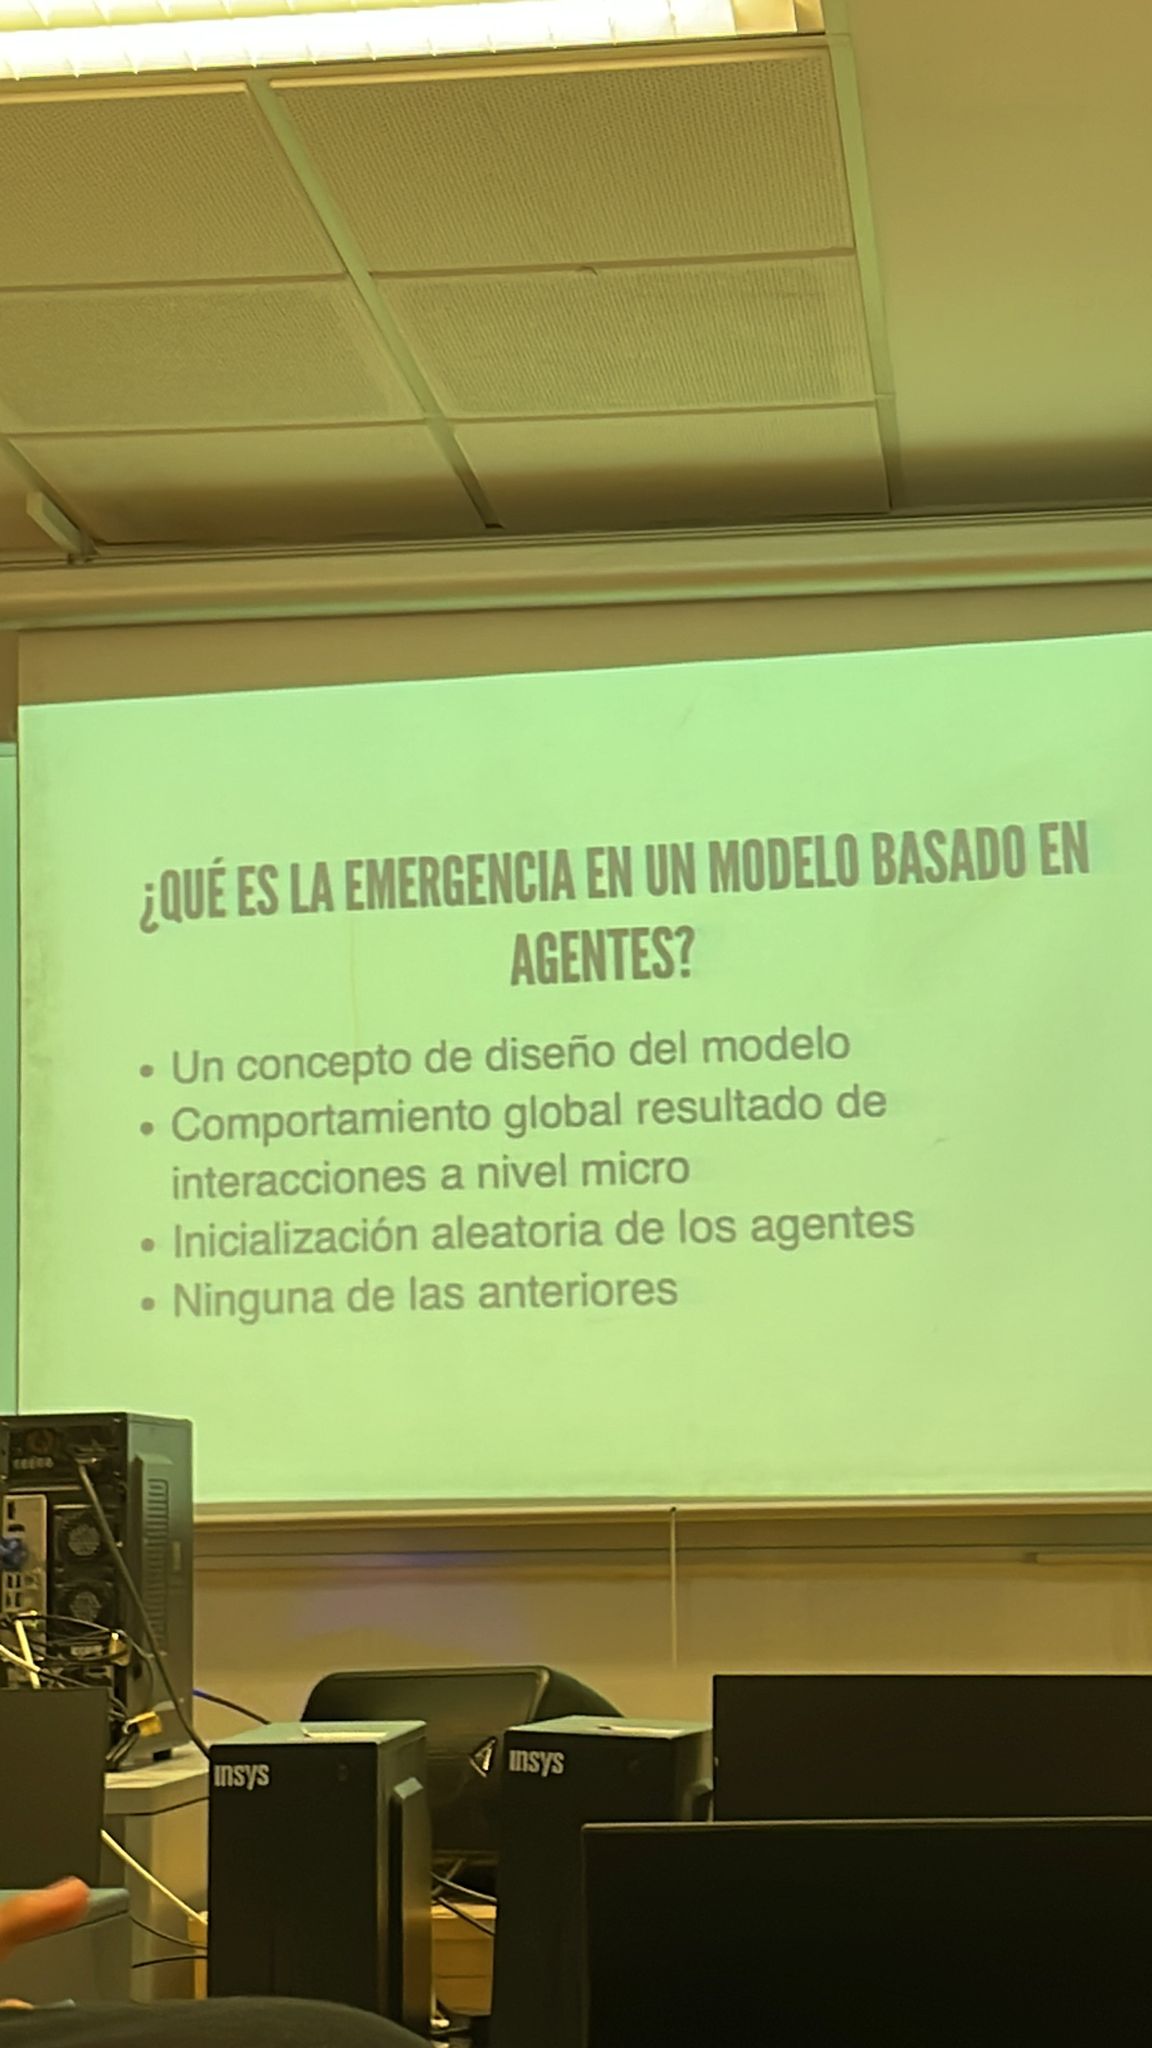 ¿QUÉ ES LA EMERGENCIA EN UN MODELO BASADO EN
AGENTES?
• Un concepto de diseño del modelo
• Comportamiento global resultado de
interacciones a nivel micro
• Inicialización aleatoria de los agentes
• Ninguna de las anteriores
insys
insys